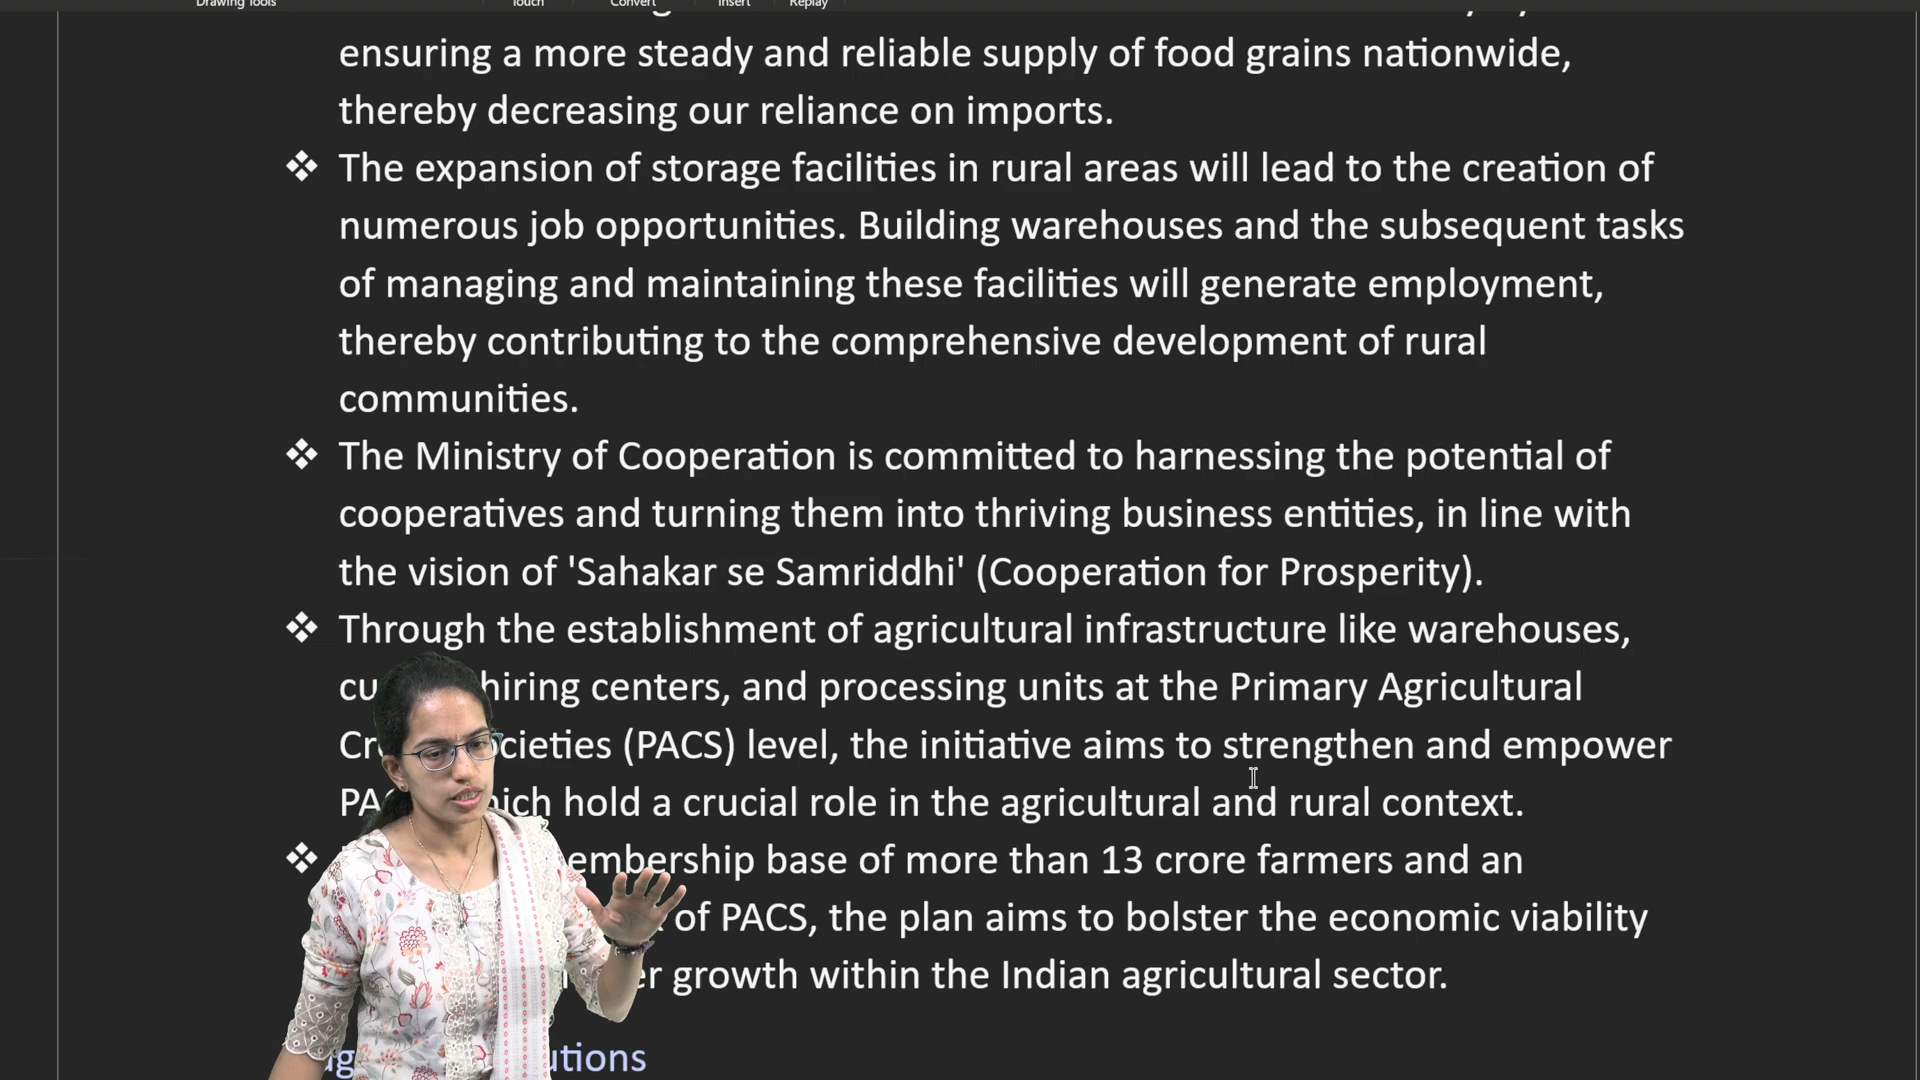 Drawing Tools Touch Convert Insert Replay
ensuring a more steady and reliable supply of food grains nationwide,
thereby decreasing our reliance on imports.
❖ The expansion of storage facilities in rural areas will lead to the creation of
numerous job opportunities. Building warehouses and the subsequent tasks
of managing and maintaining these facilities will generate employment,
thereby contributing to the comprehensive development of rural
communities.
❖ The Ministry of Cooperation is committed to harnessing the potential of
cooperatives and turning them into thriving business entities, in line with
the vision of 'Sahakar se Samriddhi' (Cooperation for Prosperity).
❖ Through the establishment of agricultural infrastructure like warehouses,
hiring centers, and processing units at the Primary Agricultural
(PACS) level, the initiative aims to strengthen and empower
hold a crucial role in the agricultural and rural context.
❖ base of more than 13 crore farmers and an
of PACS, the plan aims to bolster the economic viability
growth within the Indian agricultural sector.